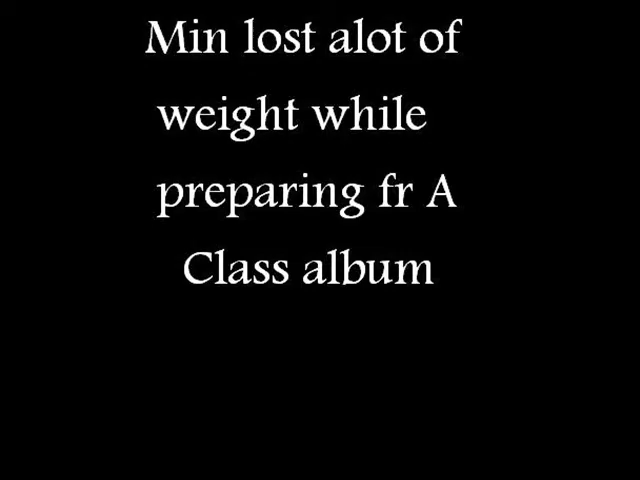 Min lost alot of
weight while
preparing fr A
Class album